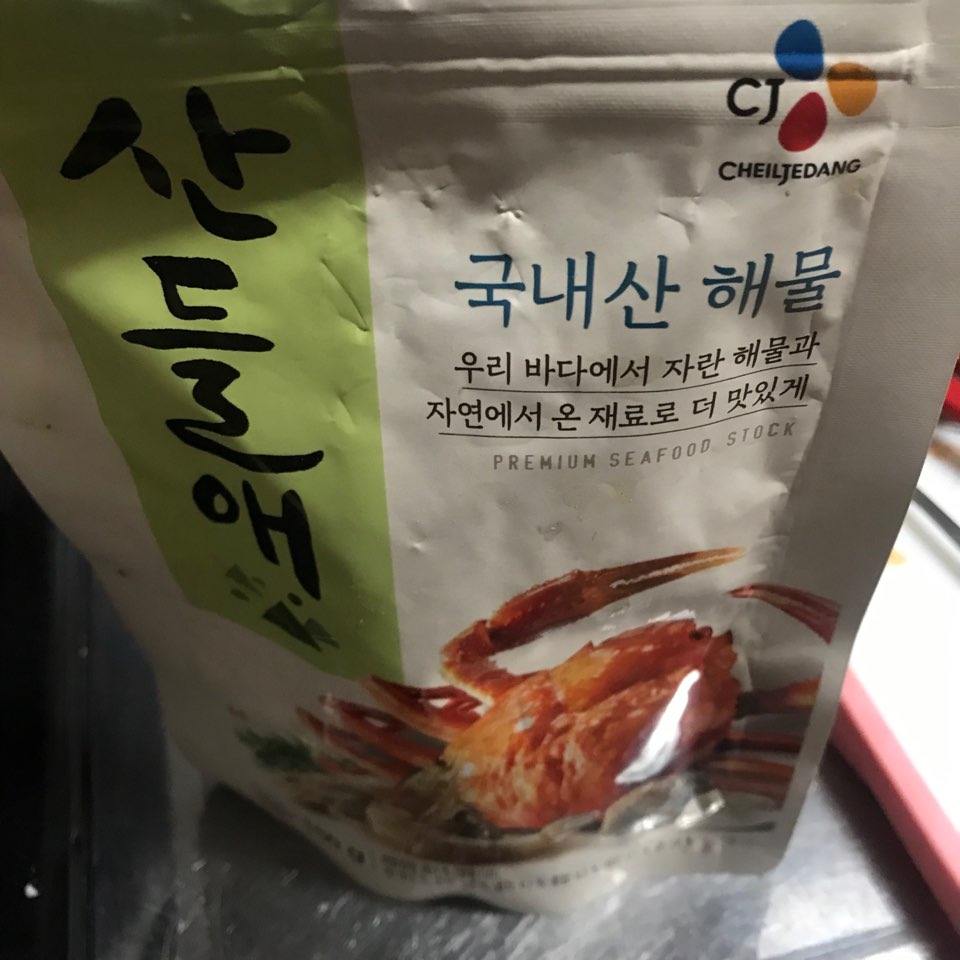 산들애
CJ
CHEILJEDANG
국내산 해물
우리 바다에서 자란 해물과
자연에서 온 재료로 더 맛있게
PREMIUM SEAFOOD STOCK